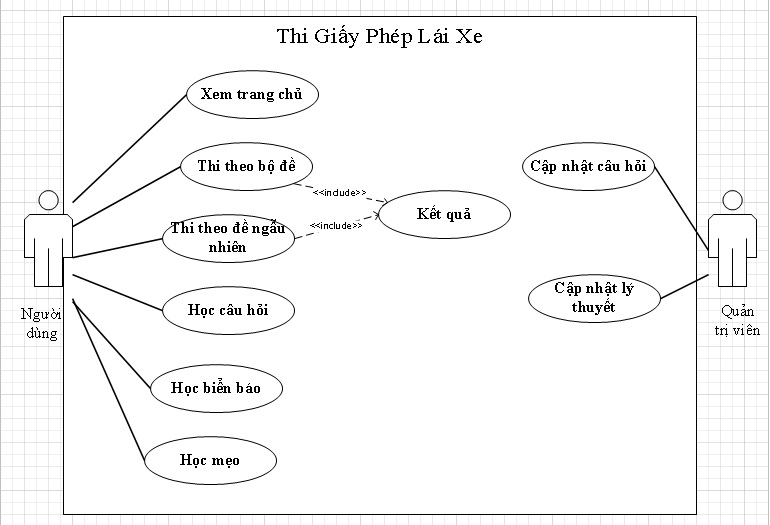 Thi Giấy Phép Lái Xe
Xem trang chủ
Thi theo bộ đề
Cập nhật câu hỏi
<<include>>
Kết quả
Thi theo đề ngẫu
nhiên
<<include>>
Cập nhật lý
thuyết
Học câu hỏi
Người
dùng
Quản
trị viên
Học biển báo
Học mẹo